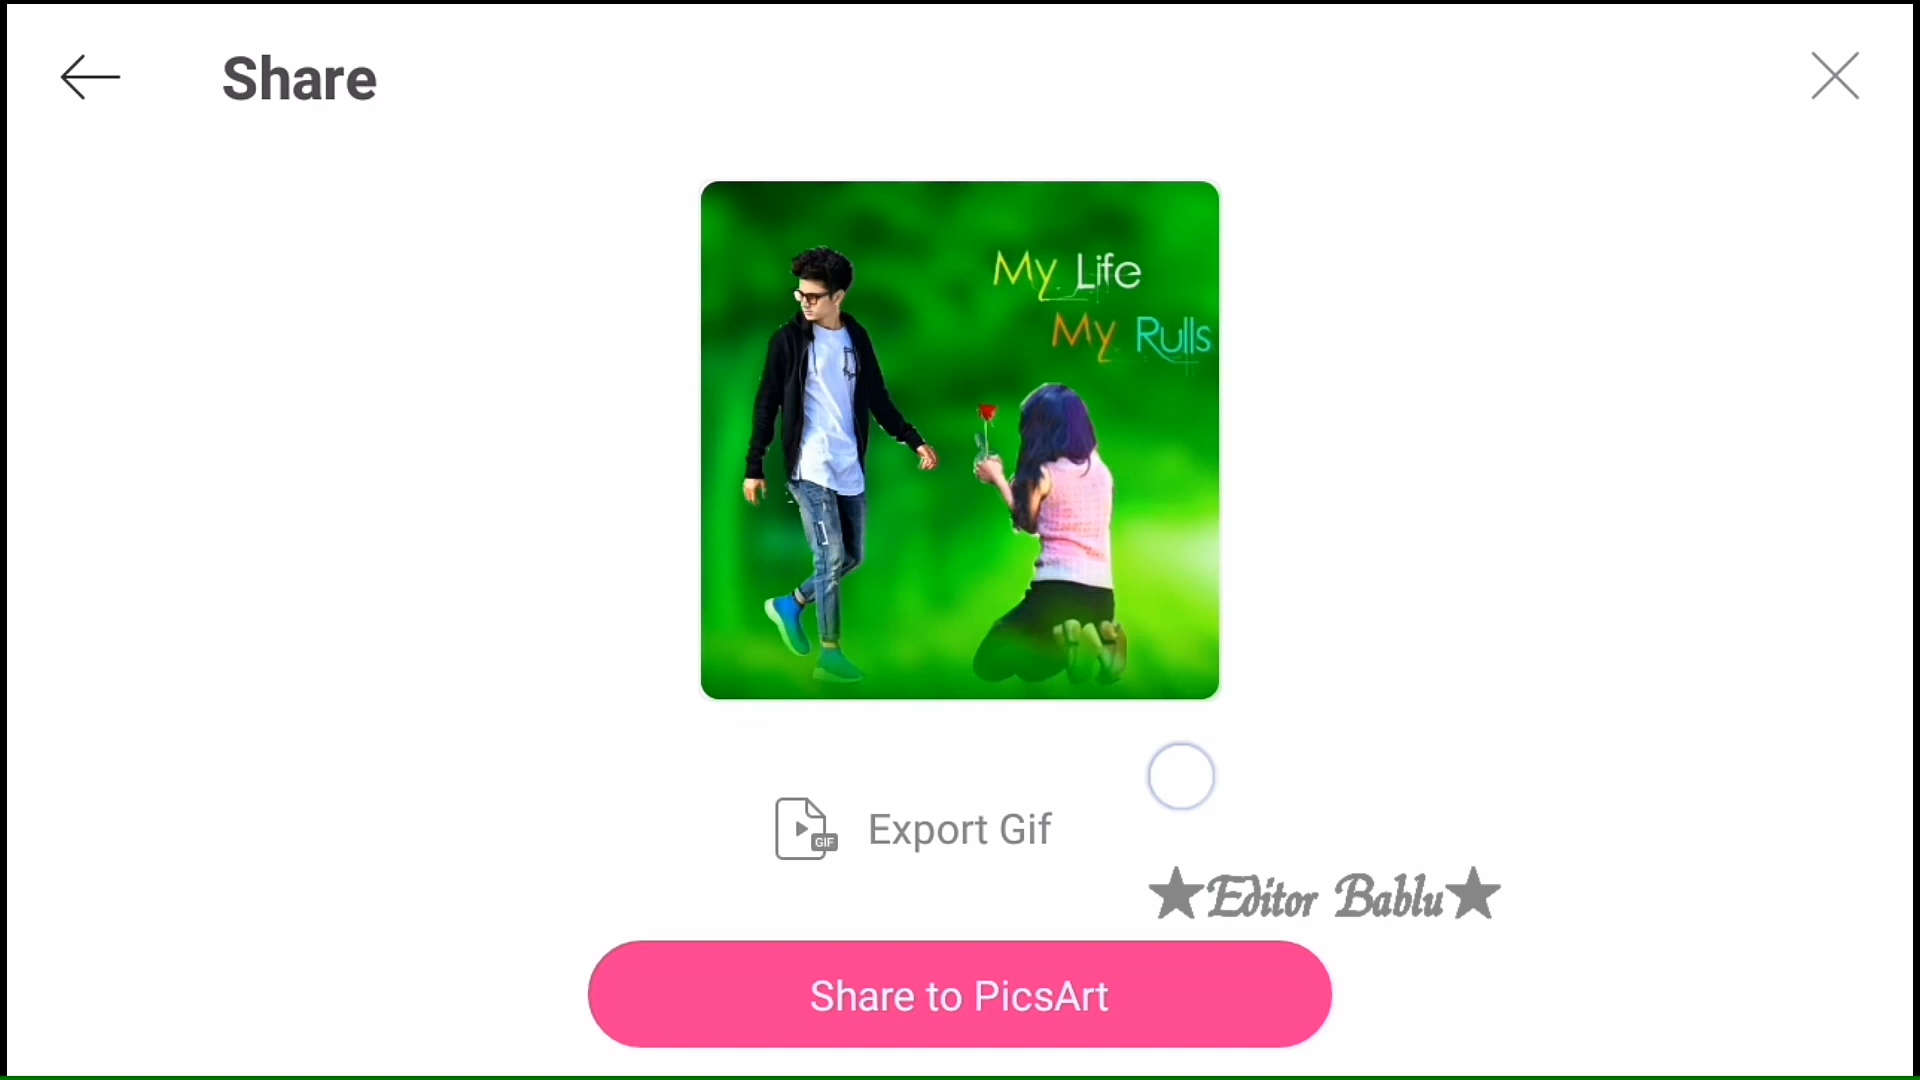 Share
My Life
My Rulls
GIF
Export Gif
★Editor Bablu★
Share to PicsArt